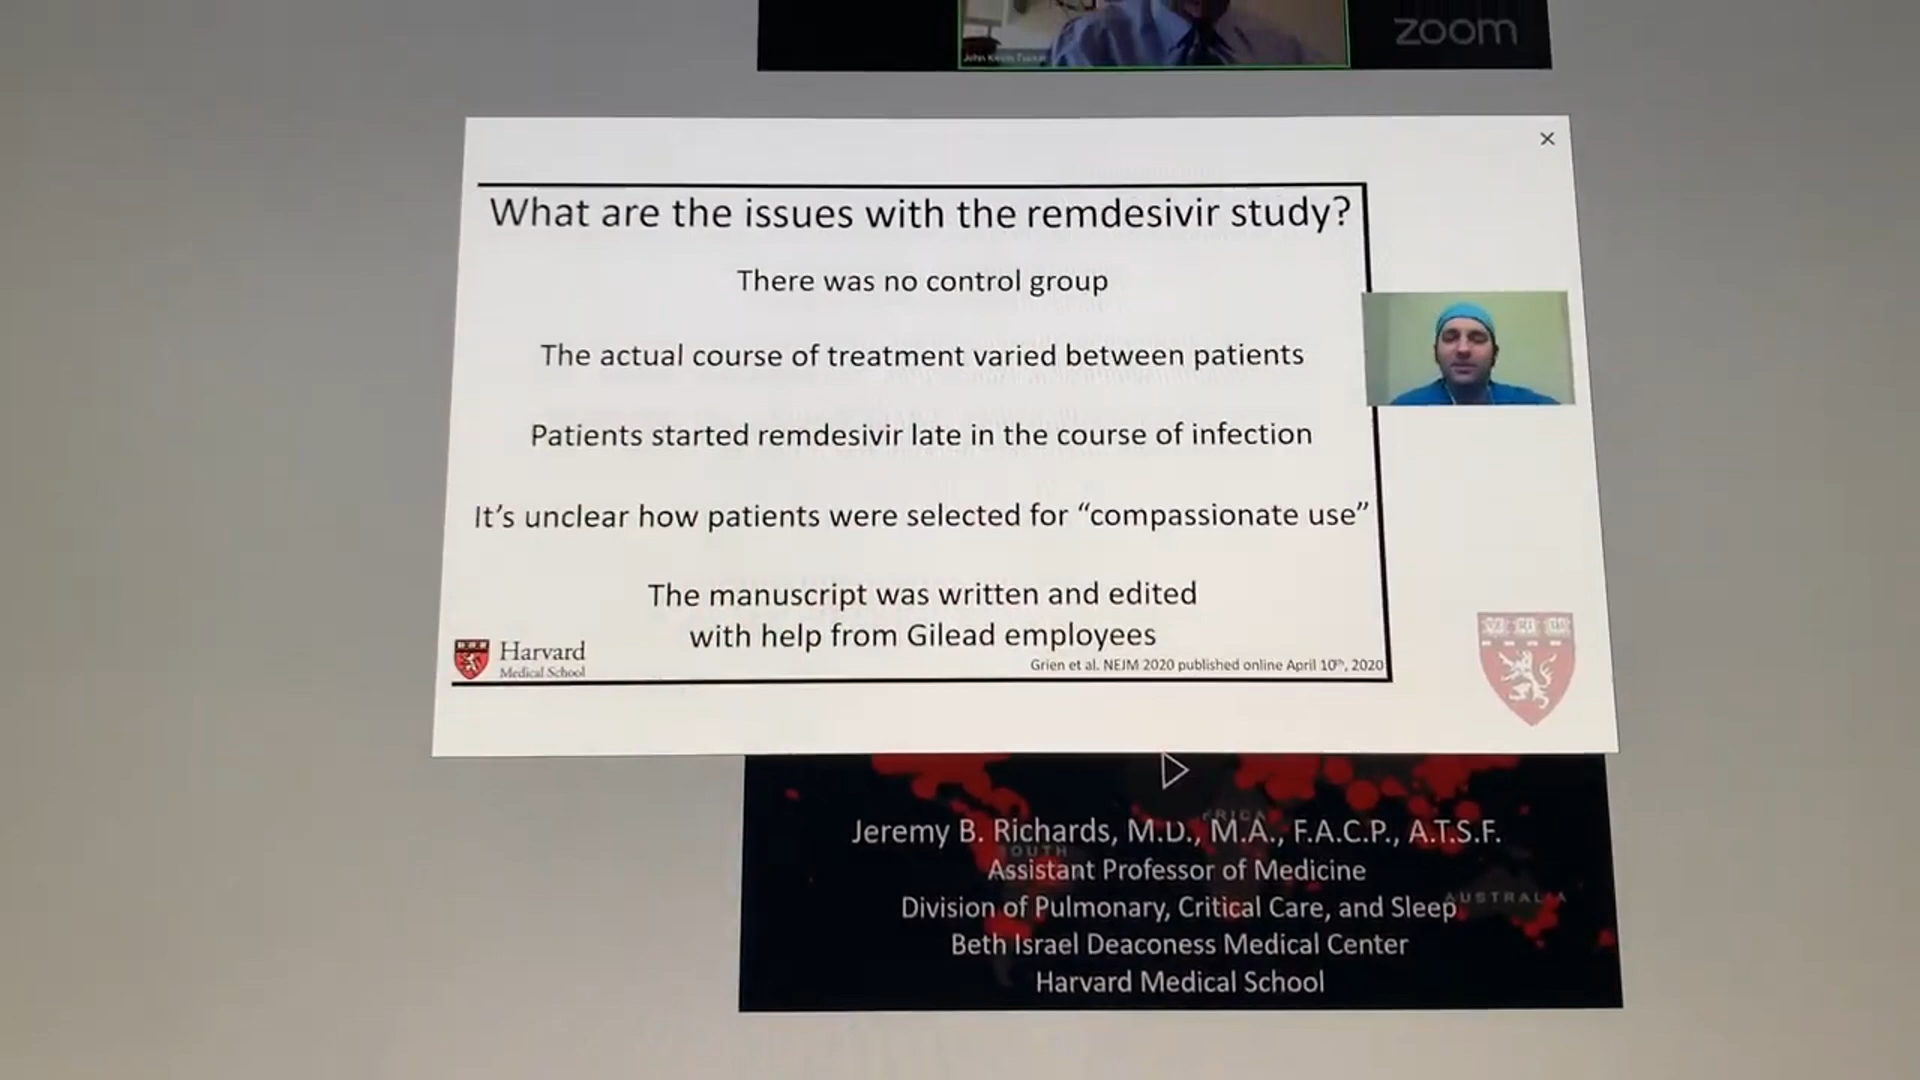 zoom
John Kevin Tucker
What are the issues with the remdesivir study?
There was no control group
The actual course of treatment varied between patients
Patients started remdesivir late in the course of infection
It's unclear how patients were selected for “compassionate use”
The manuscript was written and edited
with help from Gilead employees
Harvard
Medical School
Grien et al. NEJM 2020 published online April 10th, 2020
Jeremy B. Richards, M.D., M.A., F.A.C.P., A.T.S.F.
Assistant Professor of Medicine
Division of Pulmonary, Critical Care, and Sleep
AUSTRALIA
Beth Israel Deaconess Medical Center
Harvard Medical School